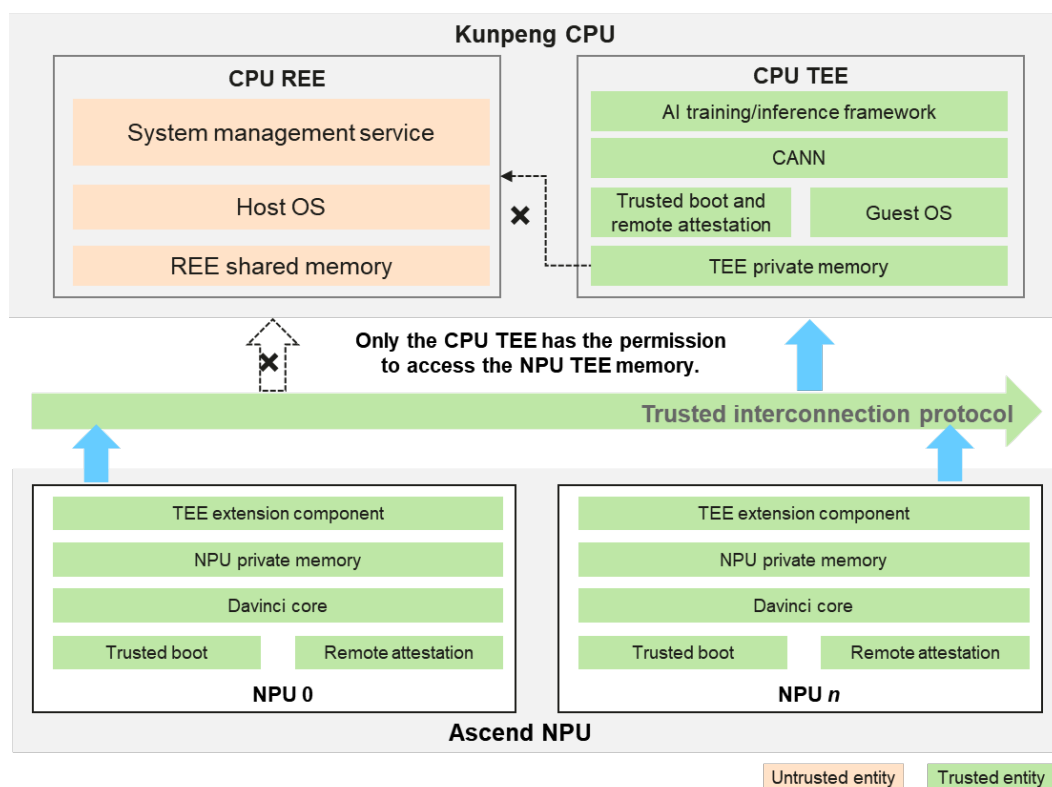 Kunpeng CPU
CPU REE
System management service
Host OS
REE shared memory
CPU TEE
AI training/inference framework
CANN
Trusted boot and
remote attestation
Guest OS
TEE private memory
Only the CPU TEE has the permission
to access the NPU TEE memory.
Trusted interconnection protocol
TEE extension component
NPU private memory
Davinci core
Trusted boot
Remote attestation
NPU 0
TEE extension component
NPU private memory
Davinci core
Trusted boot
Remote attestation
NPU n
Ascend NPU
Untrusted entity
Trusted entity